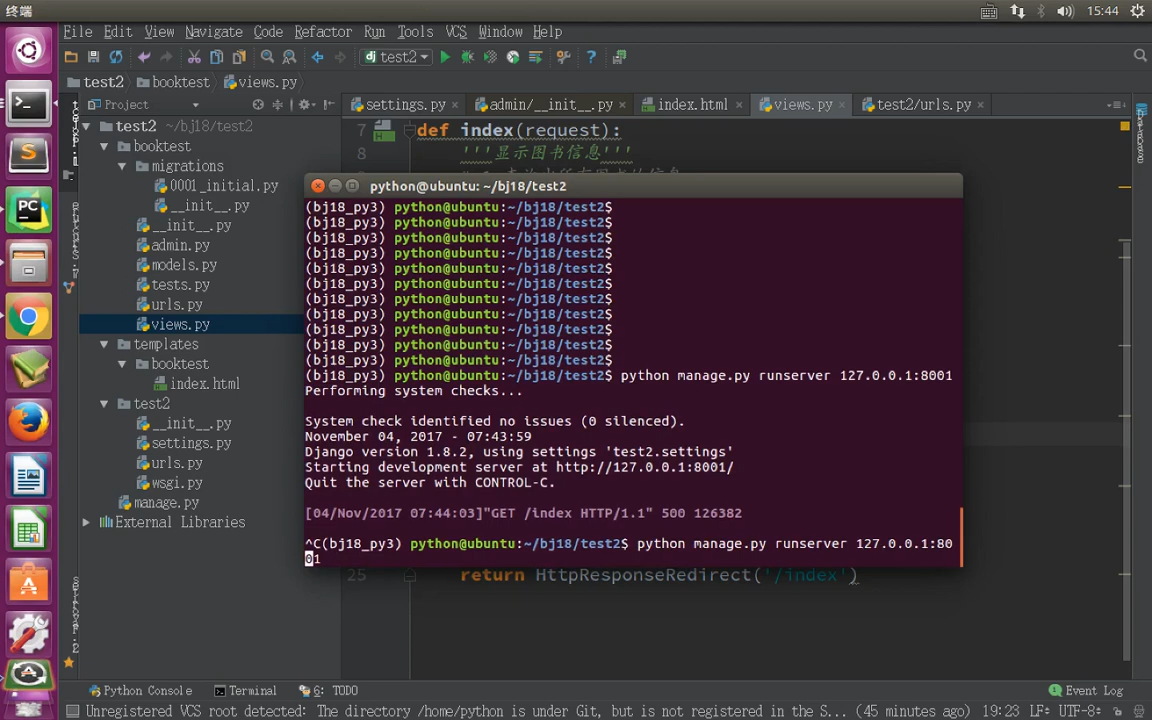 终端
15:44
File Edit View Navigate Code Refactor Run Tools VCS Window Help
test2
test2 booktest views.py
Project
settings.py admin/__init__.py index.html views.py test2/urls.py
test2 ~/bj18/test2
booktest
migrations
0001_initial.py
__init__.py
__init__.py
admin.py
models.py
tests.py
urls.py
views.py
templates
booktest
index.html
test2
__init__.py
settings.py
urls.py
wsgi.py
manage.py
External Libraries
7 def index(request):
8 '''显示图书信息'''
python@ubuntu: ~/bj18/test2
(bj18_py3) python@ubuntu:~/bj18/test2$
(bj18_py3) python@ubuntu:~/bj18/test2$
(bj18_py3) python@ubuntu:~/bj18/test2$
(bj18_py3) python@ubuntu:~/bj18/test2$
(bj18_py3) python@ubuntu:~/bj18/test2$
(bj18_py3) python@ubuntu:~/bj18/test2$
(bj18_py3) python@ubuntu:~/bj18/test2$
(bj18_py3) python@ubuntu:~/bj18/test2$
(bj18_py3) python@ubuntu:~/bj18/test2$
(bj18_py3) python@ubuntu:~/bj18/test2$
(bj18_py3) python@ubuntu:~/bj18/test2$
(bj18_py3) python@ubuntu:~/bj18/test2$ python manage.py runserver 127.0.0.1:8001
Performing system checks...
System check identified no issues (0 silenced).
November 04, 2017 - 07:43:59
Django version 1.8.2, using settings 'test2.settings'
Starting development server at http://127.0.0.1:8001/
Quit the server with CONTROL-C.
[04/Nov/2017 07:44:03]"GET /index HTTP/1.1" 500 126382
^C(bj18_py3) python@ubuntu:~/bj18/test2$ python manage.py runserver 127.0.0.1:80
01
25 return HttpResponseRedirect('/index')
Python Console Terminal 6: TODO Event Log
Unregistered VCS root detected: The directory /home/python is under Git, but is not registered in the S... (45 minutes ago) 19:23 LF÷ UTF-8÷